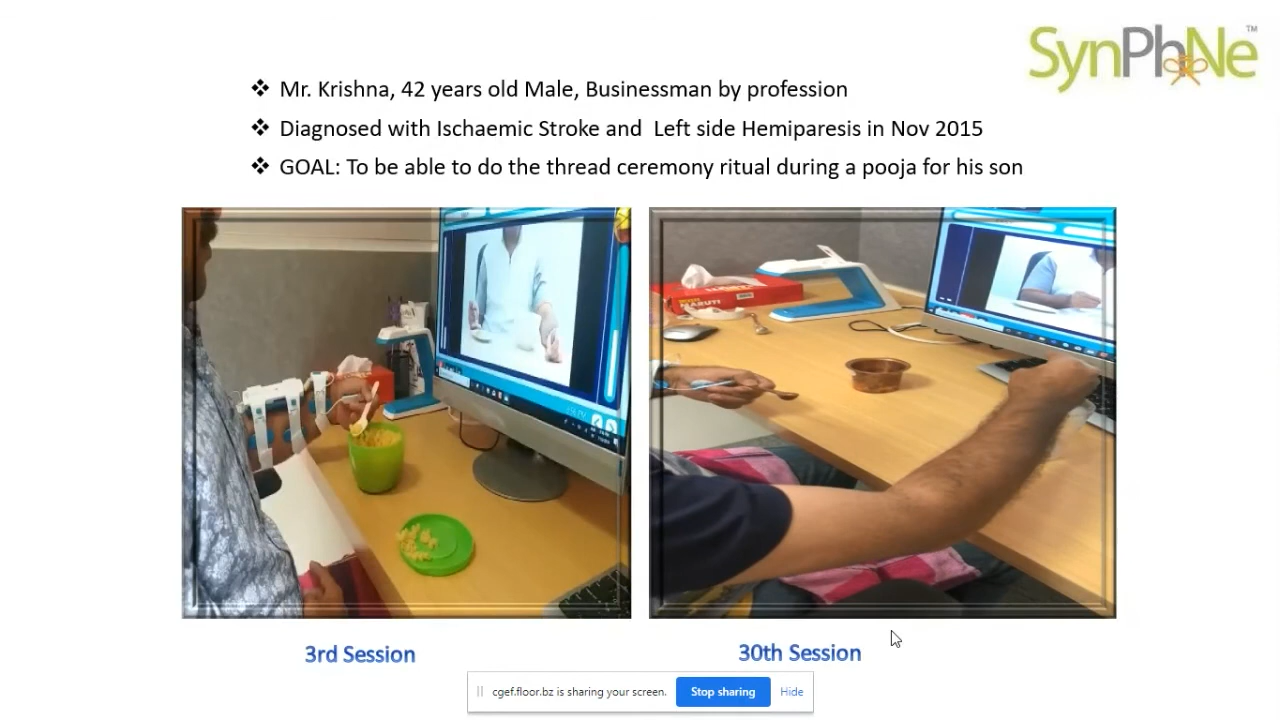 SynPhNe™
❖ Mr. Krishna, 42 years old Male, Businessman by profession
❖ Diagnosed with Ischaemic Stroke and Left side Hemiparesis in Nov 2015
❖ GOAL: To be able to do the thread ceremony ritual during a pooja for his son
MARUTI
3rd Session
30th Session
cgef.floor.bz is sharing your screen.
Stop sharing
Hide